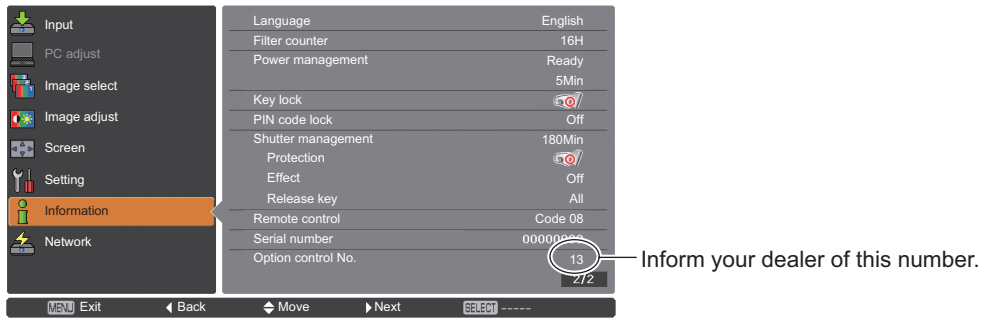 Input
PC adjust
Image select
Image adjust
Screen
Setting
Information
Network
Language English
Filter counter 16H
Power management Ready
5Min
Key lock
PIN code lock Off
Shutter management 180Min
Protection
Effect Off
Release key All
Remote control Code 08
Serial number 00000000
Option control No. 13
2/2
Inform your dealer of this number.
MENU Exit Back Move Next SELECT -----